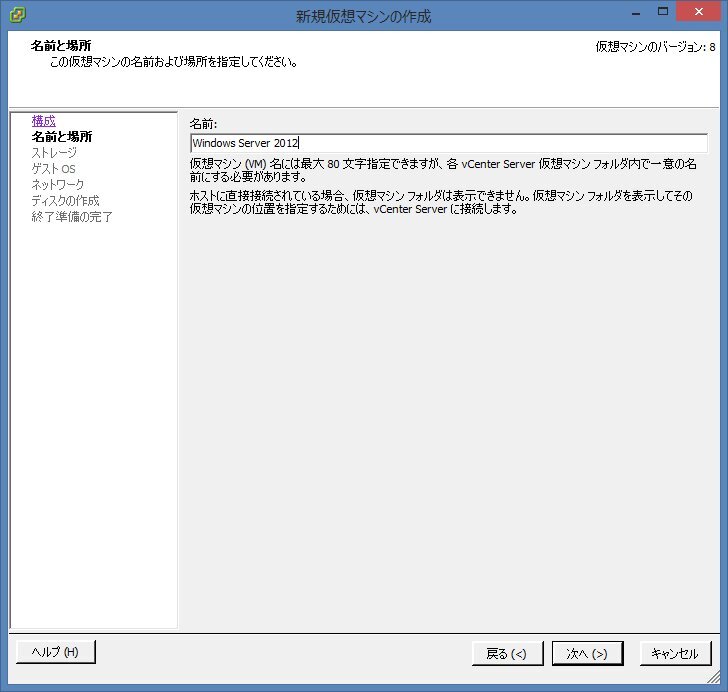 新規仮想マシンの作成
名前と場所
この仮想マシンの名前および場所を指定してください。
仮想マシンのバージョン: 8
構成
名前と場所
ストレージ
ゲスト OS
ネットワーク
ディスクの作成
終了準備の完了
名前:
Windows Server 2012
仮想マシン (VM) 名には最大 80 文字指定できますが、各 vCenter Server 仮想マシン フォルダ内で一意の名
前にする必要があります。
ホストに直接接続されている場合、仮想マシン フォルダは表示できません。仮想マシン フォルダを表示してその
仮想マシンの位置を指定するためには、vCenter Server に接続します。
ヘルプ (H)
戻る (<)
次へ (>)
キャンセル